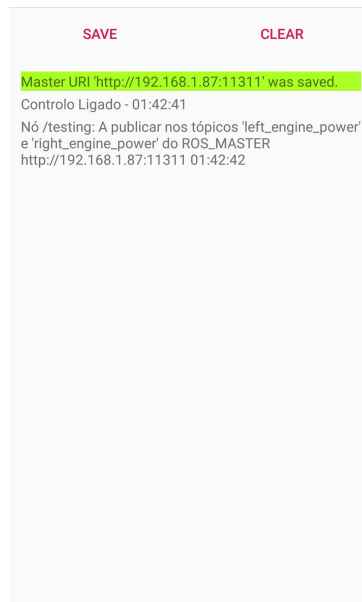 SAVE CLEAR
Master URI 'http://192.168.1.87:11311' was saved.
Controlo Ligado - 01:42:41
Nó /testing: A publicar nos tópicos 'left_engine_power'
e 'right_engine_power' do ROS_MASTER
http://192.168.1.87:11311 01:42:42